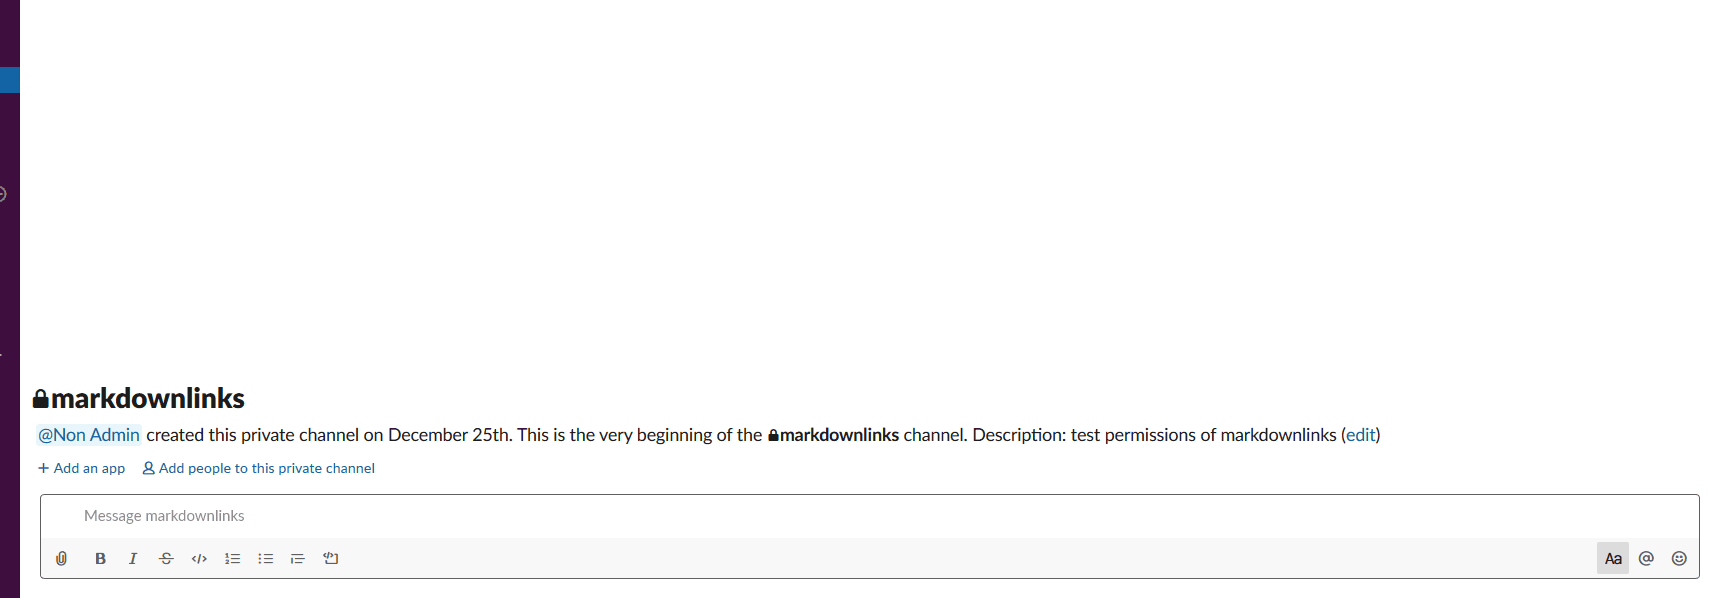 markdownlinks
@Non Admin created this private channel on December 25th. This is the very beginning of the markdownlinks channel. Description: test permissions of markdownlinks (edit)
+ Add an app Add people to this private channel
Message markdownlinks
B I S </> Aa @